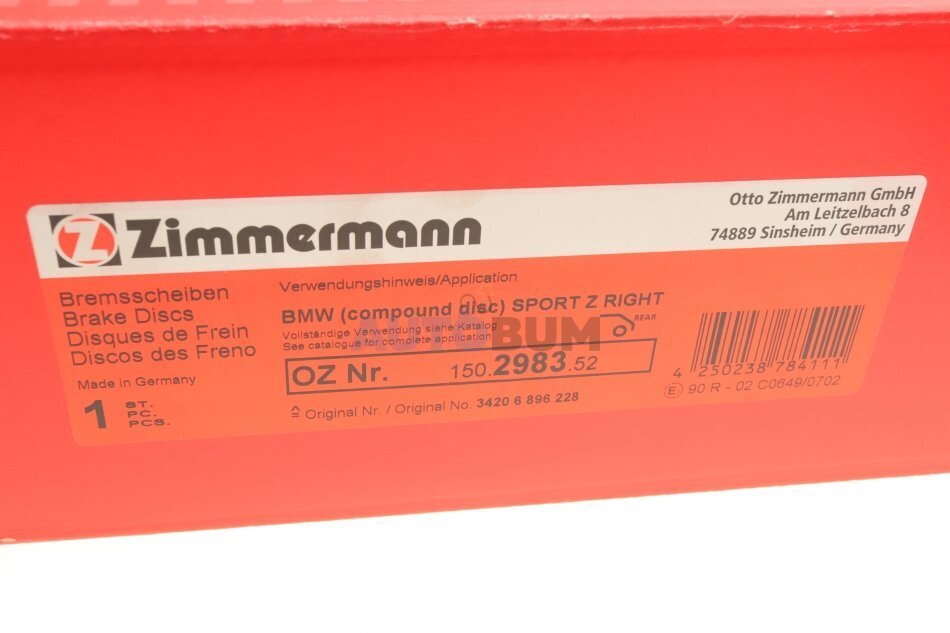 Z Zimmermann
Otto Zimmermann GmbH
Am Leitzelbach 8
74889 Sinsheim / Germany
Bremsscheiben
Brake Discs
Disques de Frein
Discos des Freno
Made in Germany
1 ST.
PC.
PCS.
Verwendungshinweis/Application
BMW (compound disc) SPORT Z RIGHT
Vollständige Verwendung siehe Katalog
See catalogue for complete application
REAR
AUTOBUM
OZ Nr. 150.2983.52
≙ Original Nr. / Original No. 3420 6 896 228
4 250238 784111
E 90 R - 02 C0649/0702